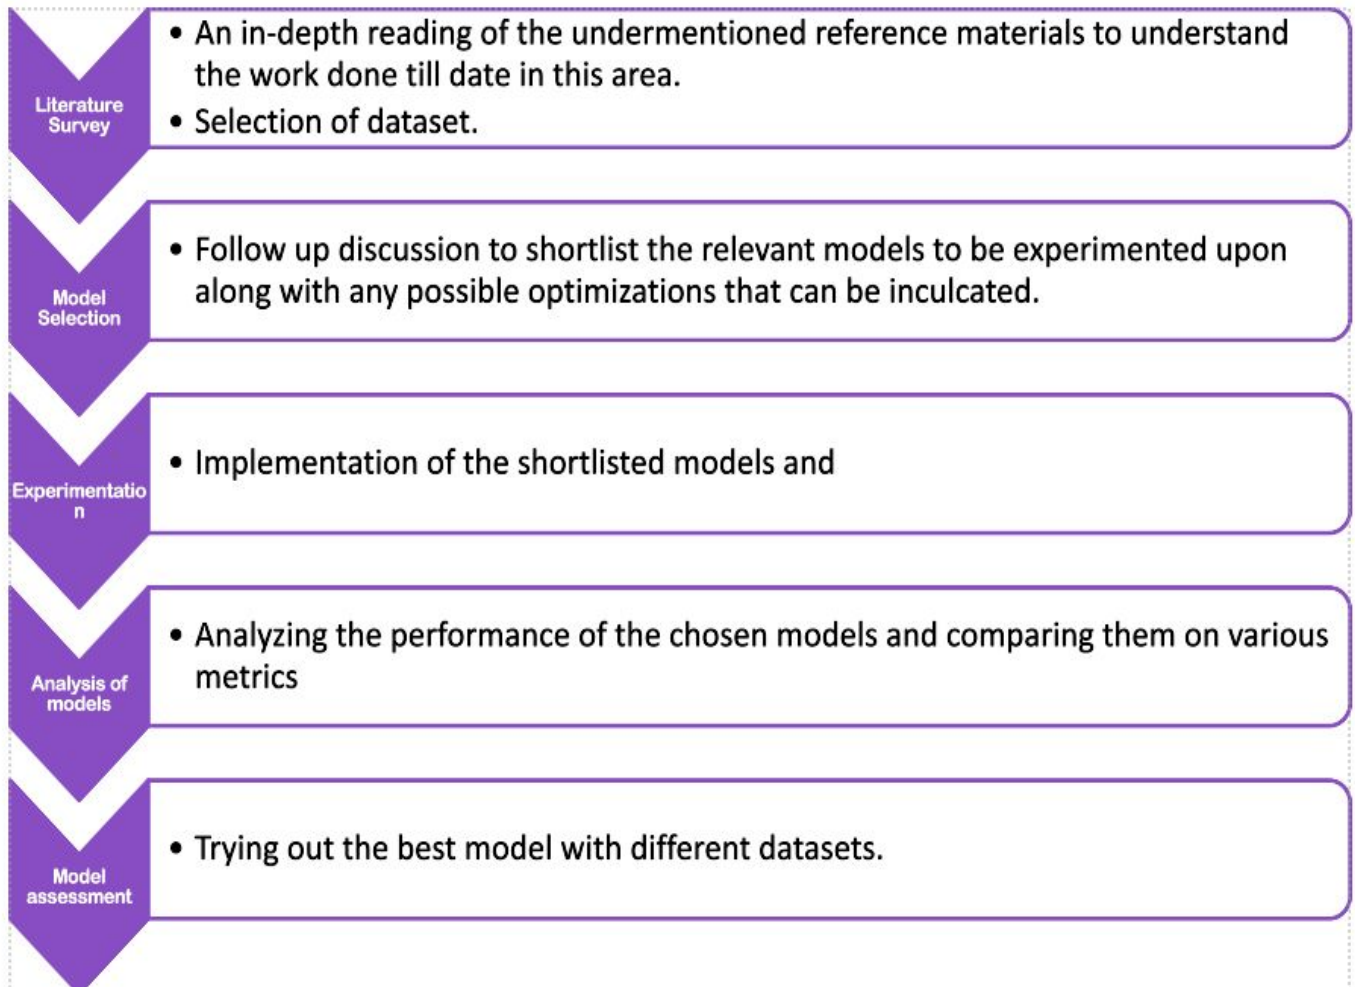 Literature
Survey
• An in-depth reading of the undermentioned reference materials to understand
the work done till date in this area.
• Selection of dataset.
Model
Selection
• Follow up discussion to shortlist the relevant models to be experimented upon
along with any possible optimizations that can be inculcated.
Experimentatio
n
• Implementation of the shortlisted models and
Analysis of
models
• Analyzing the performance of the chosen models and comparing them on various
metrics
Model
assessment
• Trying out the best model with different datasets.